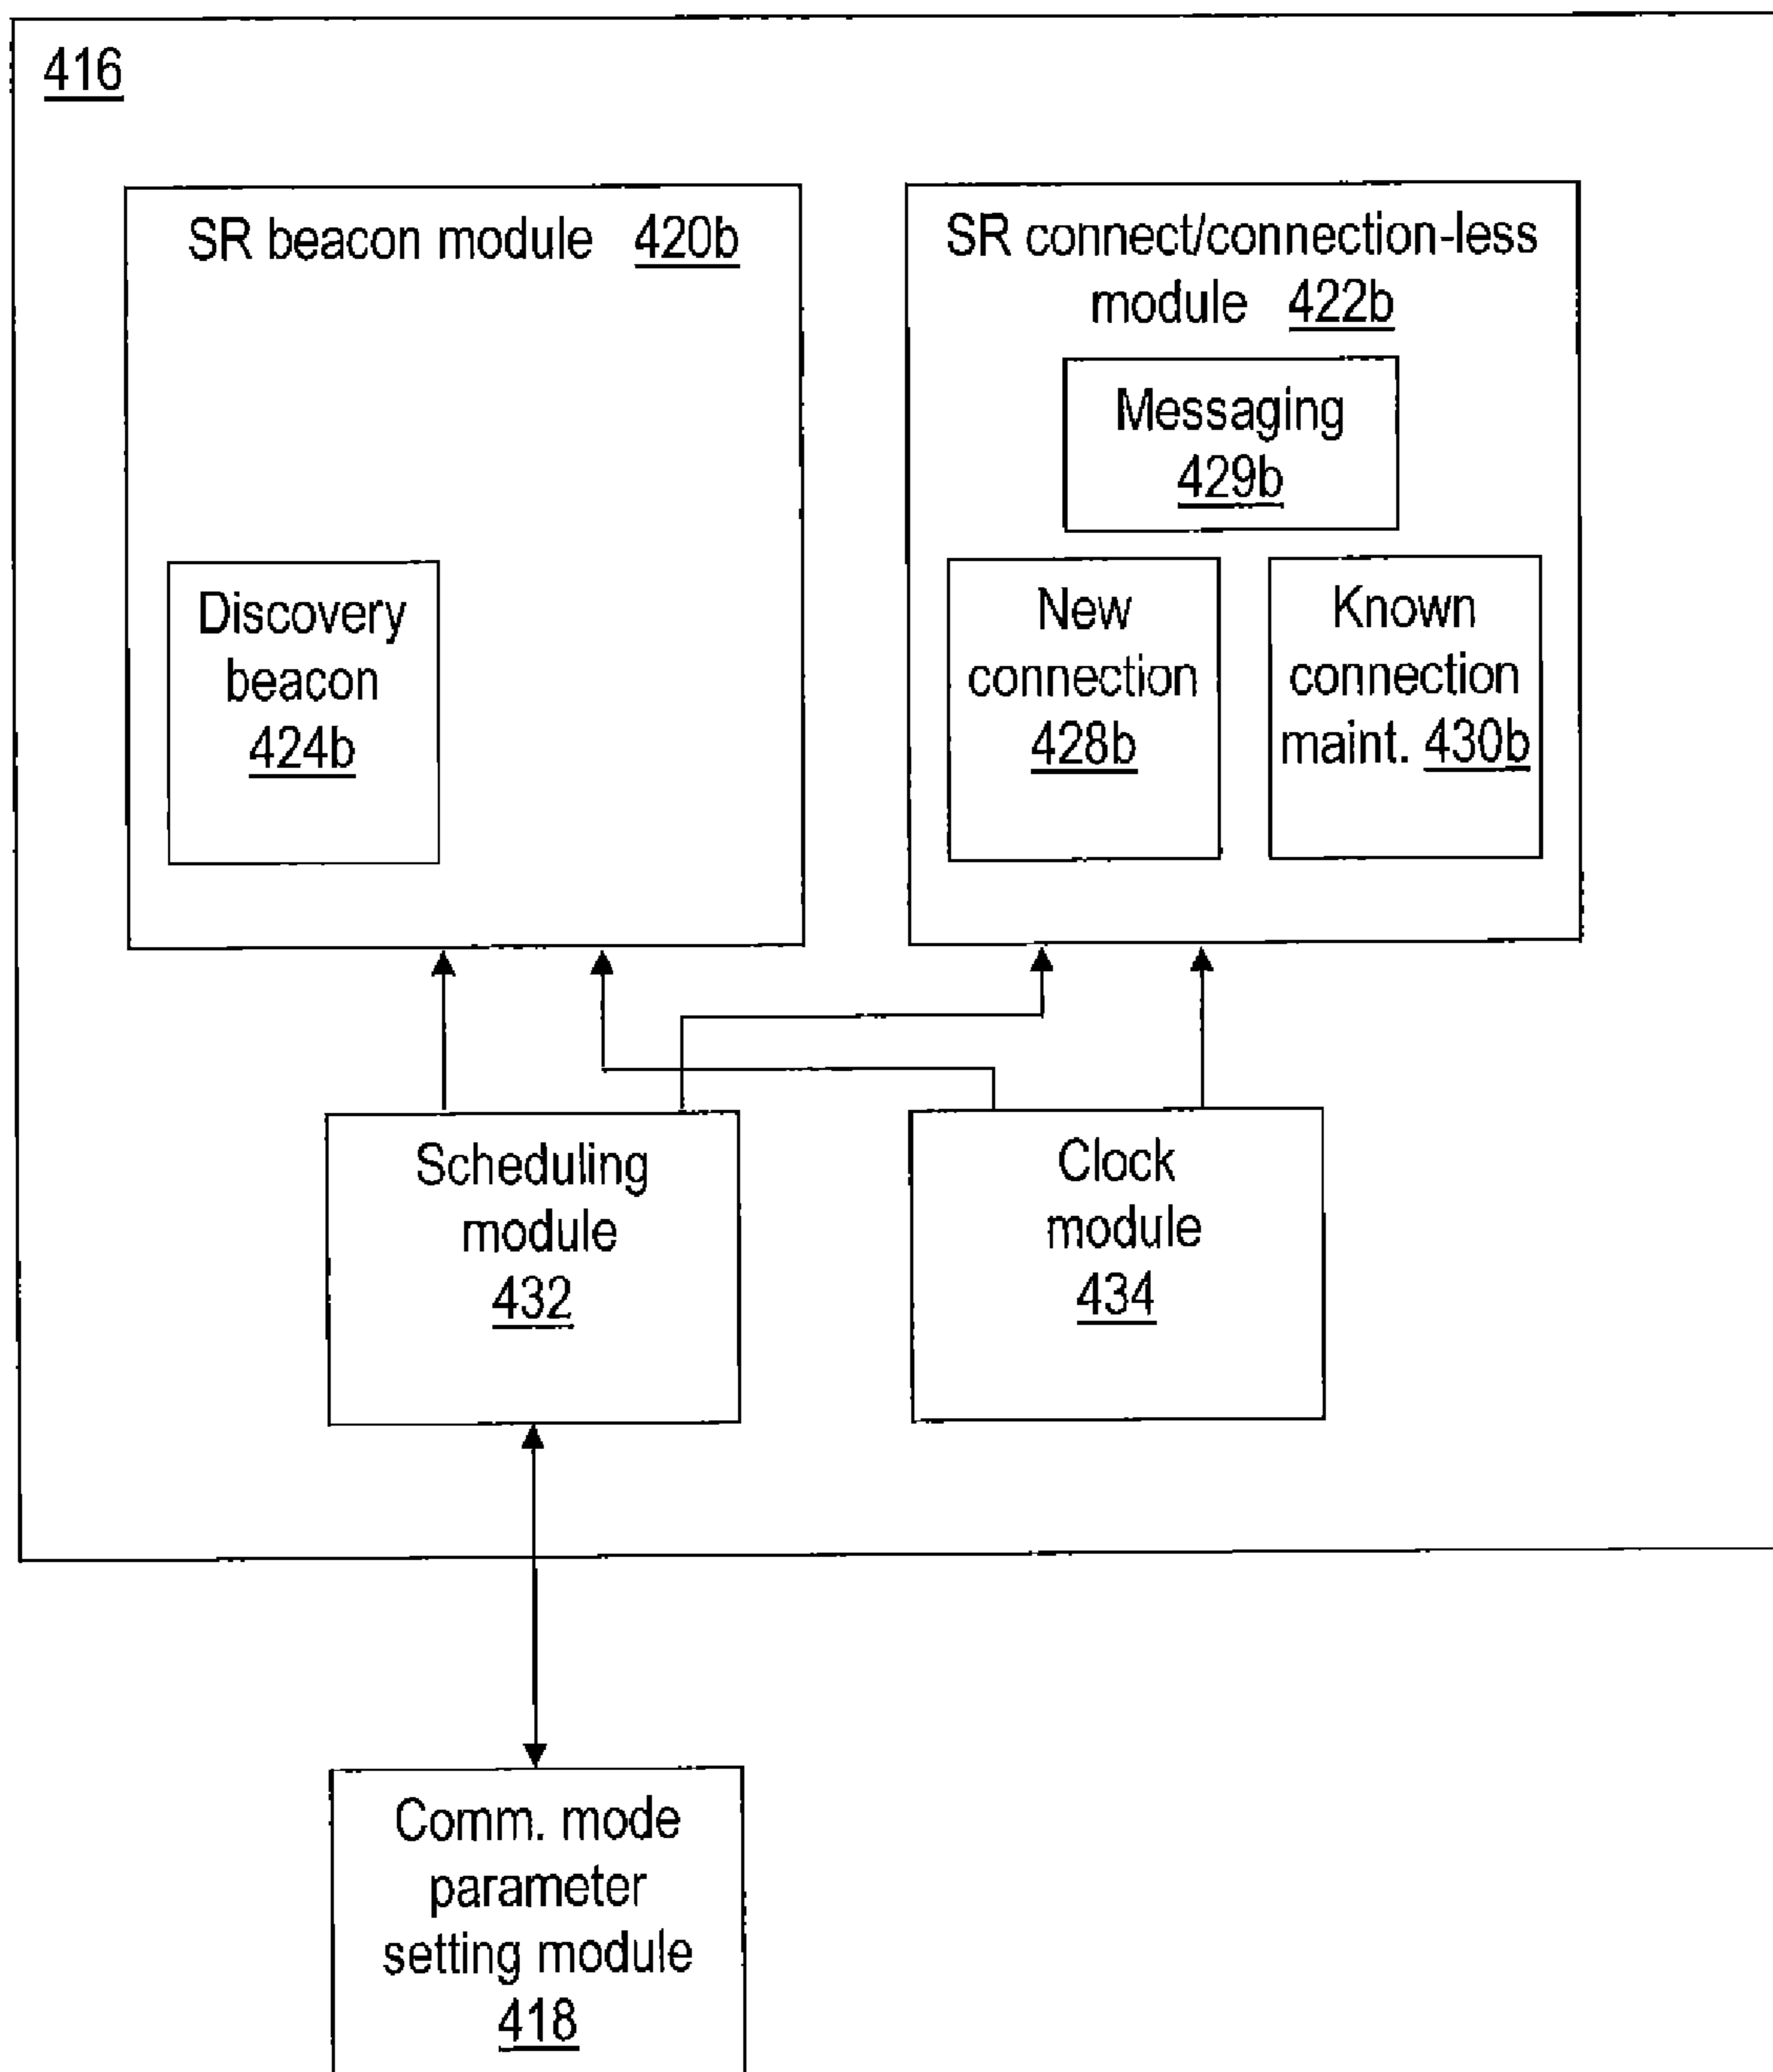 416
SR beacon module 420b
Discovery
beacon
424b
SR connect/connection-less
module 422b
Messaging
429b
New
connection
428b
Known
connection
maint. 430b
Scheduling
module
432
Clock
module
434
Comm. mode
parameter
setting module
418